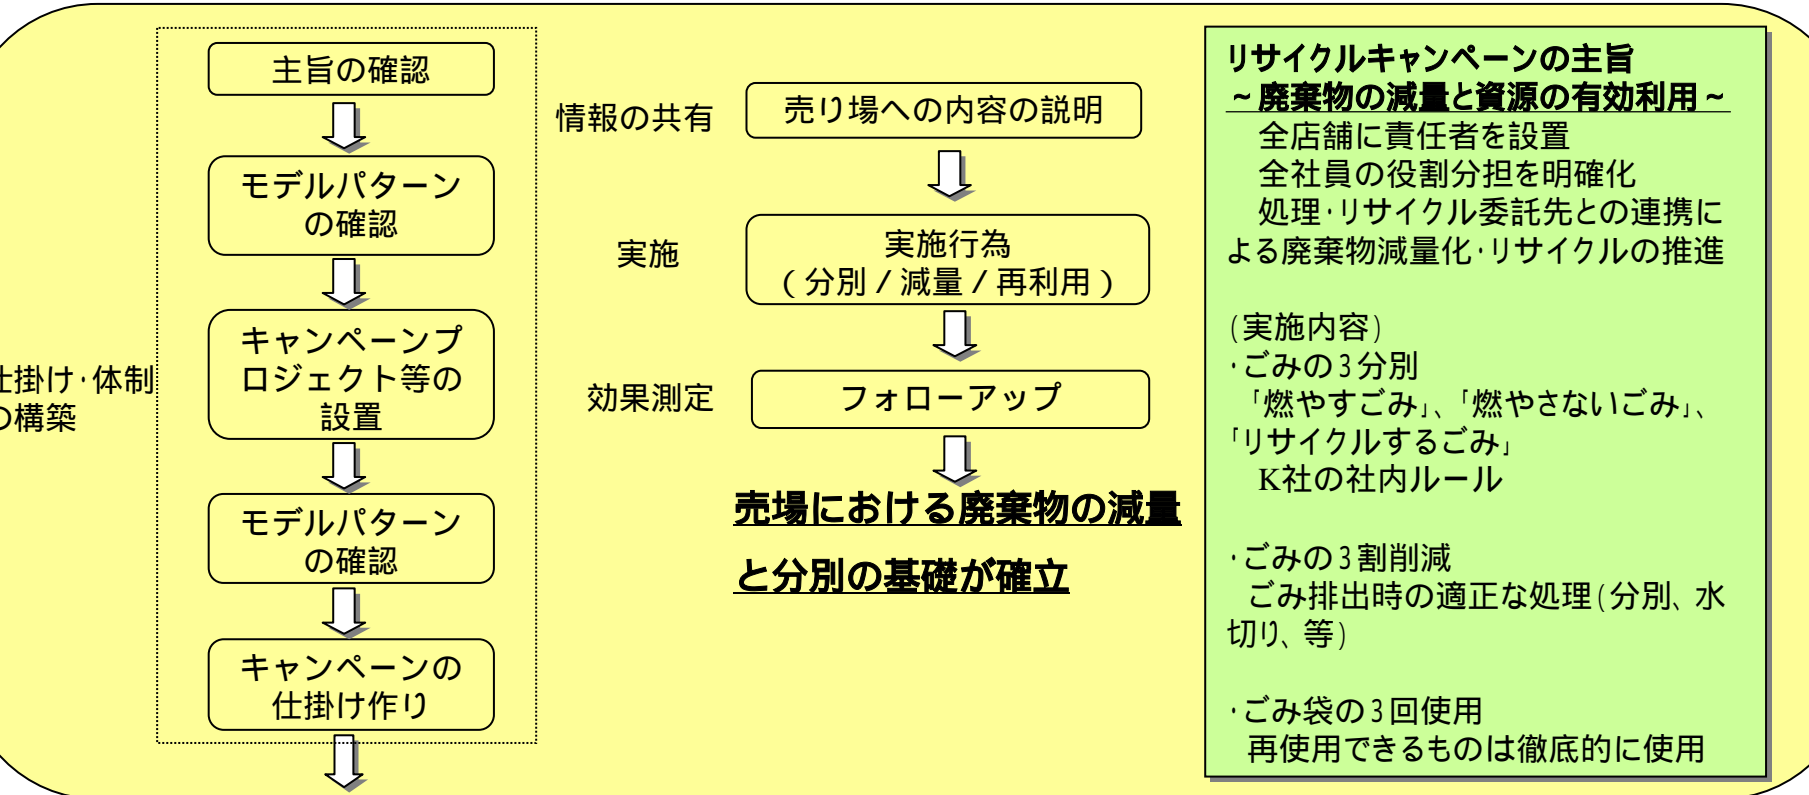 主旨の確認
モデルパターン
の確認
キャンペーンプ
ロジェクト等の
設置
仕掛け・体制
の構築
モデルパターン
の確認
キャンペーンの
仕掛け作り
情報の共有
売り場への内容の説明
実施
実施行為
(分別/減量/再利用)
効果測定
フォローアップ
売場における廃棄物の減量
と分別の基礎が確立
リサイクルキャンペーンの主旨
~廃棄物の減量と資源の有効利用~
全店舗に責任者を設置
全社員の役割分担を明確化
処理・リサイクル委託先との連携に
よる廃棄物減量化・リサイクルの推進
(実施内容)
・ごみの3分別
「燃やすごみ」、「燃やさないごみ」、
「リサイクルするごみ」
K社の社内ルール
・ごみの3割削減
ごみ排出時の適正な処理(分別、水
切り、等)
・ごみ袋の3回使用
再使用できるものは徹底的に使用